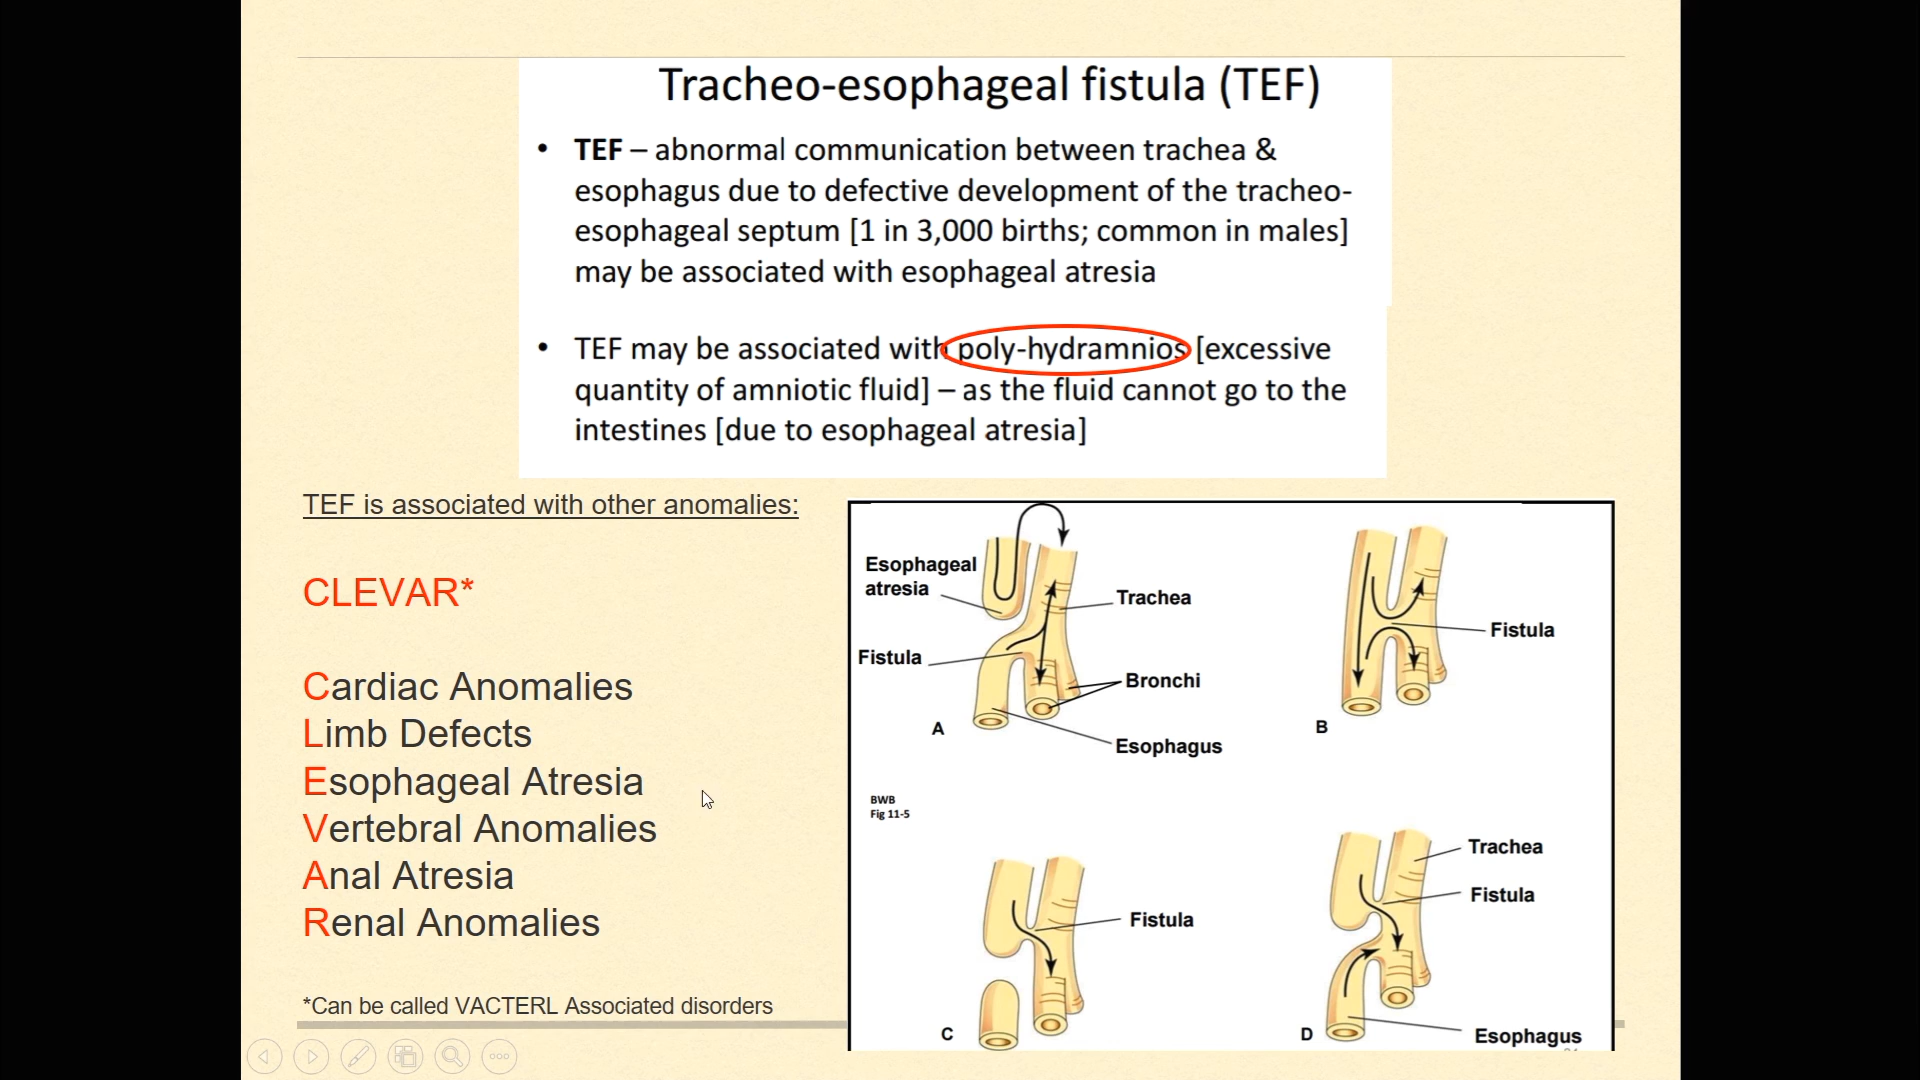 Tracheo-esophageal fistula (TEF)
• TEF – abnormal communication between trachea &
esophagus due to defective development of the tracheo-
esophageal septum [1 in 3,000 births; common in males]
may be associated with esophageal atresia
• TEF may be associated with poly-hydramnios [excessive
quantity of amniotic fluid] – as the fluid cannot go to the
intestines [due to esophageal atresia]
TEF is associated with other anomalies:
CLEVAR*
Cardiac Anomalies
Limb Defects
Esophageal Atresia
Vertebral Anomalies
Anal Atresia
Renal Anomalies
*Can be called VACTERL Associated disorders
Esophageal
atresia
Trachea
Fistula
Bronchi
A
Esophagus
Fistula
B
BWB
Fig 11-5
Fistula
C
Trachea
Fistula
D
Esophagus